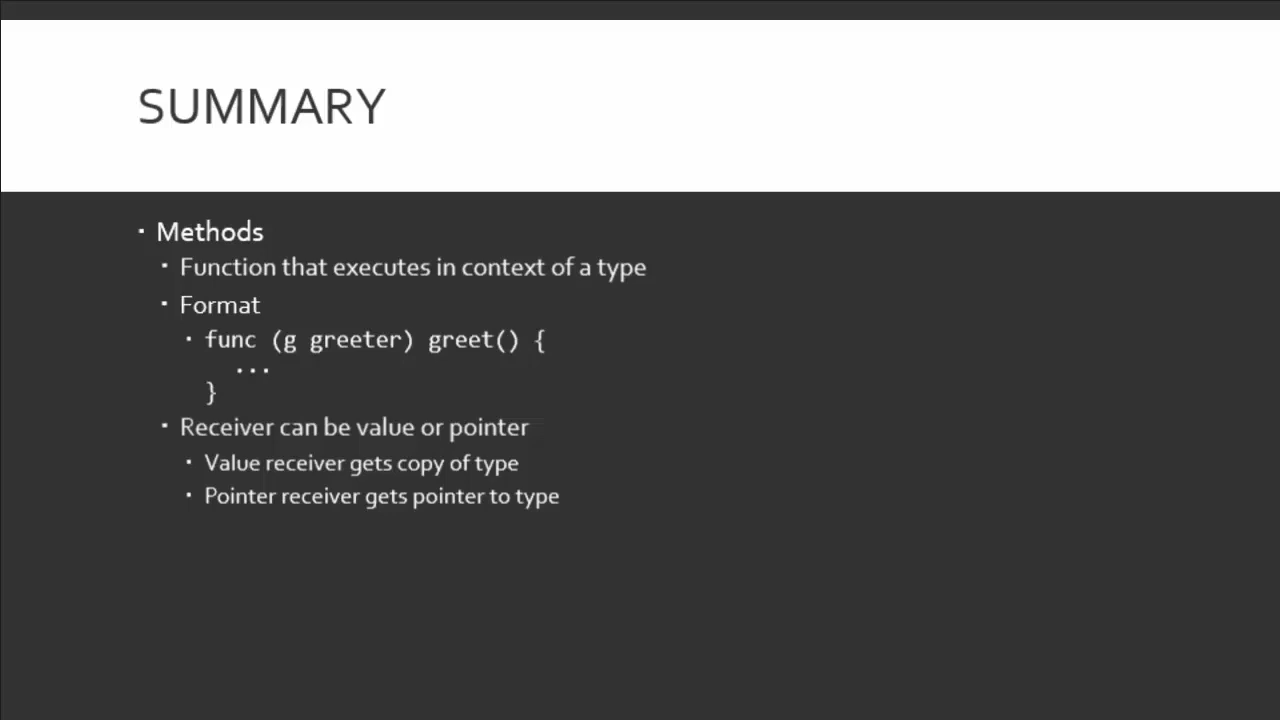 SUMMARY
▪ Methods
▪ Function that executes in context of a type
▪ Format
▪ func (g greeter) greet() {
...
}
▪ Receiver can be value or pointer
▪ Value receiver gets copy of type
▪ Pointer receiver gets pointer to type